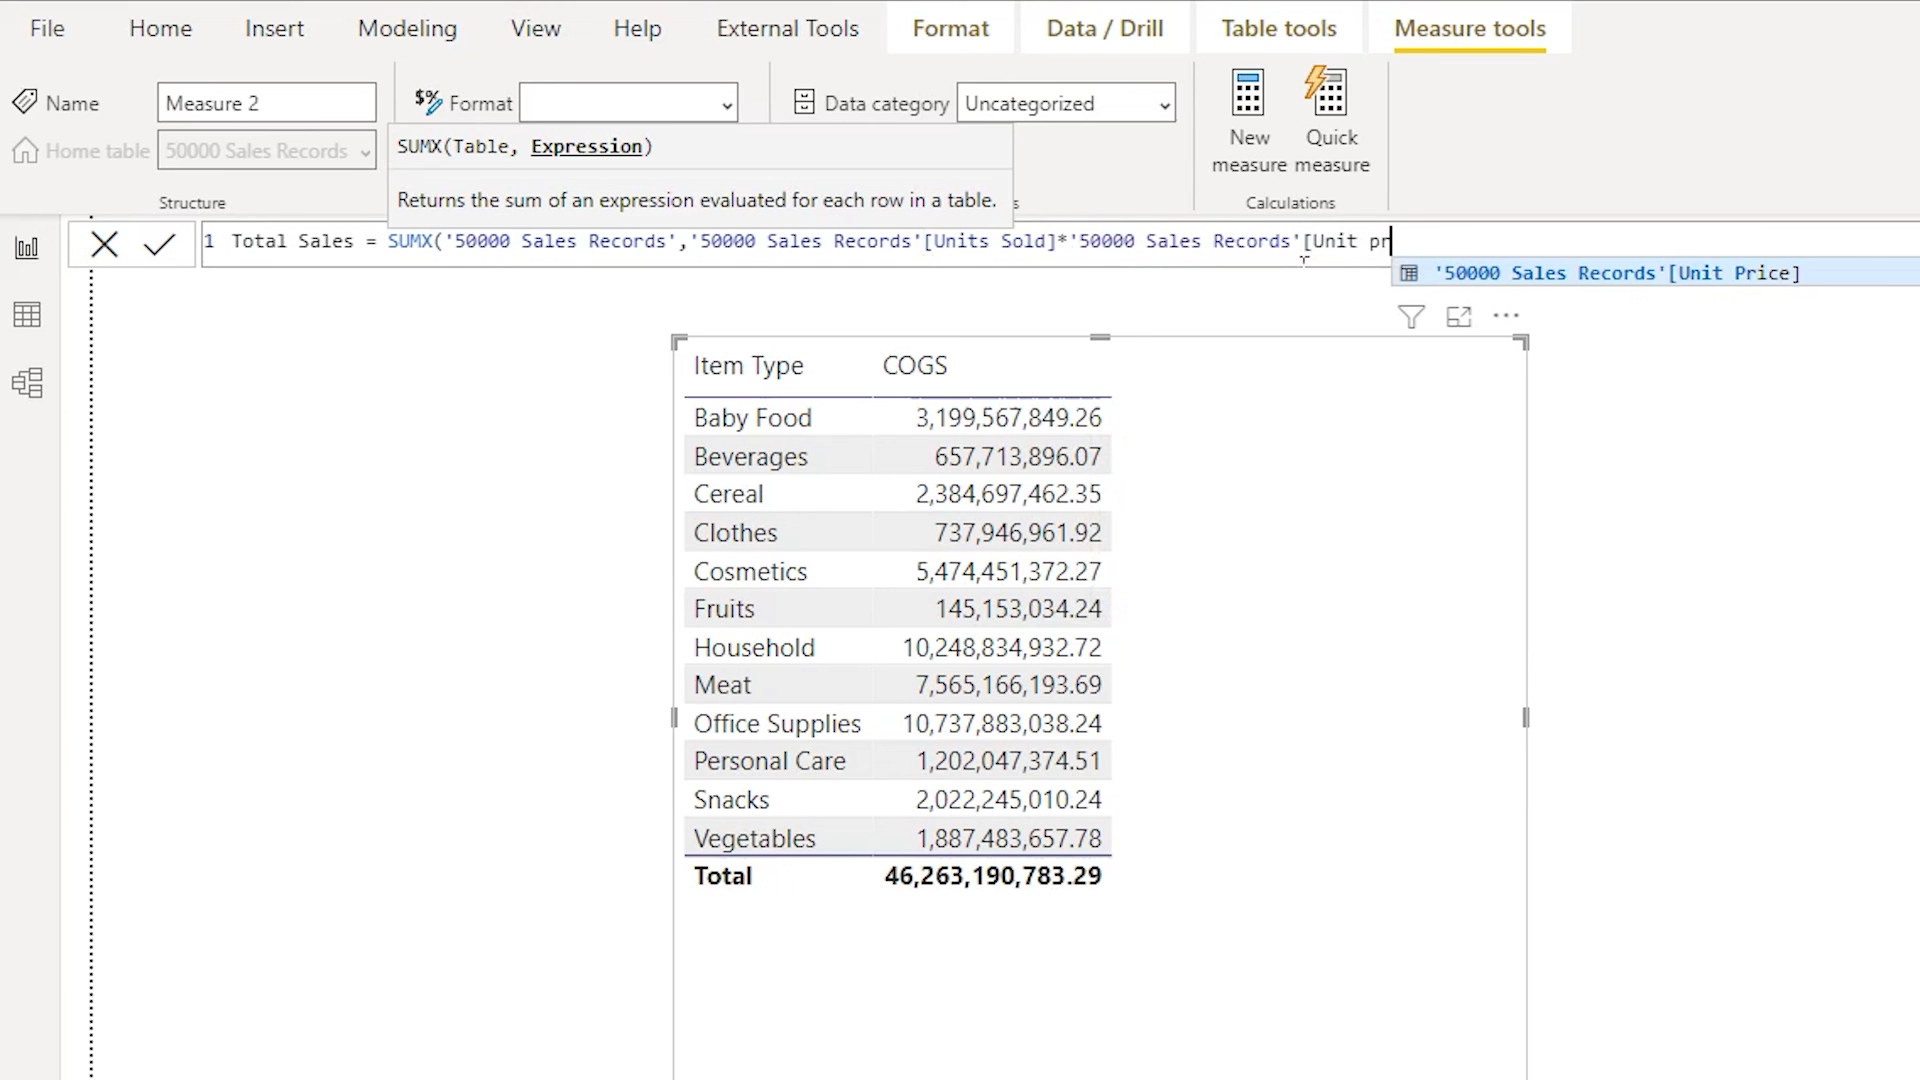 File Home Insert Modeling View Help External Tools Format Data / Drill Table tools Measure tools
Name Measure 2 $% Format Data category Uncategorized
New measure
Quick measure
Home table 50000 Sales Records
SUMX(Table, Expression)
Returns the sum of an expression evaluated for each row in a table.
Structure
Calculations
1 Total Sales = SUMX('50000 Sales Records','50000 Sales Records'[Units Sold]*'50000 Sales Records'[Unit pr
'50000 Sales Records'[Unit Price]
Item Type COGS
Baby Food 3,199,567,849.26
Beverages 657,713,896.07
Cereal 2,384,697,462.35
Clothes 737,946,961.92
Cosmetics 5,474,451,372.27
Fruits 145,153,034.24
Household 10,248,834,932.72
Meat 7,565,166,193.69
Office Supplies 10,737,883,038.24
Personal Care 1,202,047,374.51
Snacks 2,022,245,010.24
Vegetables 1,887,483,657.78
Total 46,263,190,783.29